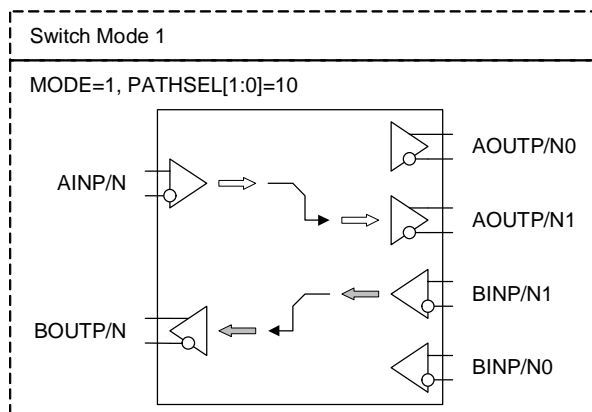 Switch Mode 1
MODE=1, PATHSEL[1:0]=10
AOUTP/N0
AINP/N
AOUTP/N1
BINP/N1
BOUTP/N
BINP/N0